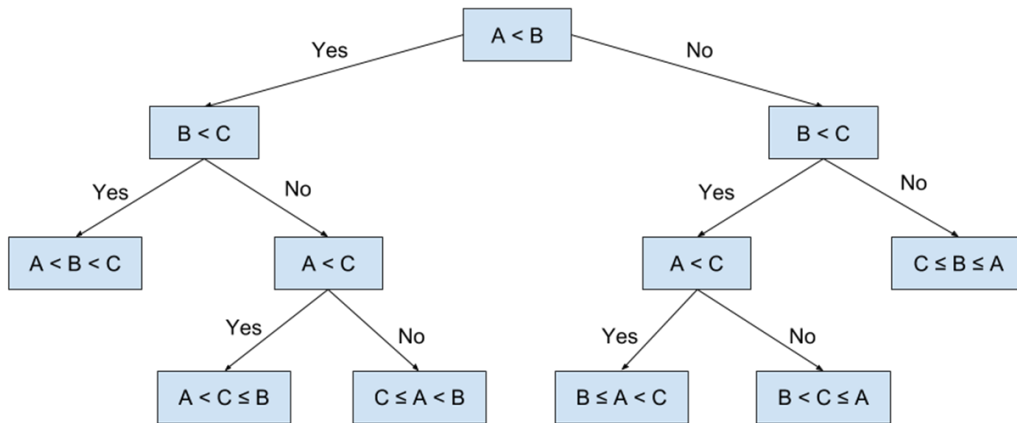 A < B
Yes
No
B < C
B < C
Yes
No
Yes
No
A < B < C
A < C
A < C
C ≤ B ≤ A
Yes
No
Yes
No
A < C ≤ B
C ≤ A < B
B ≤ A < C
B < C ≤ A